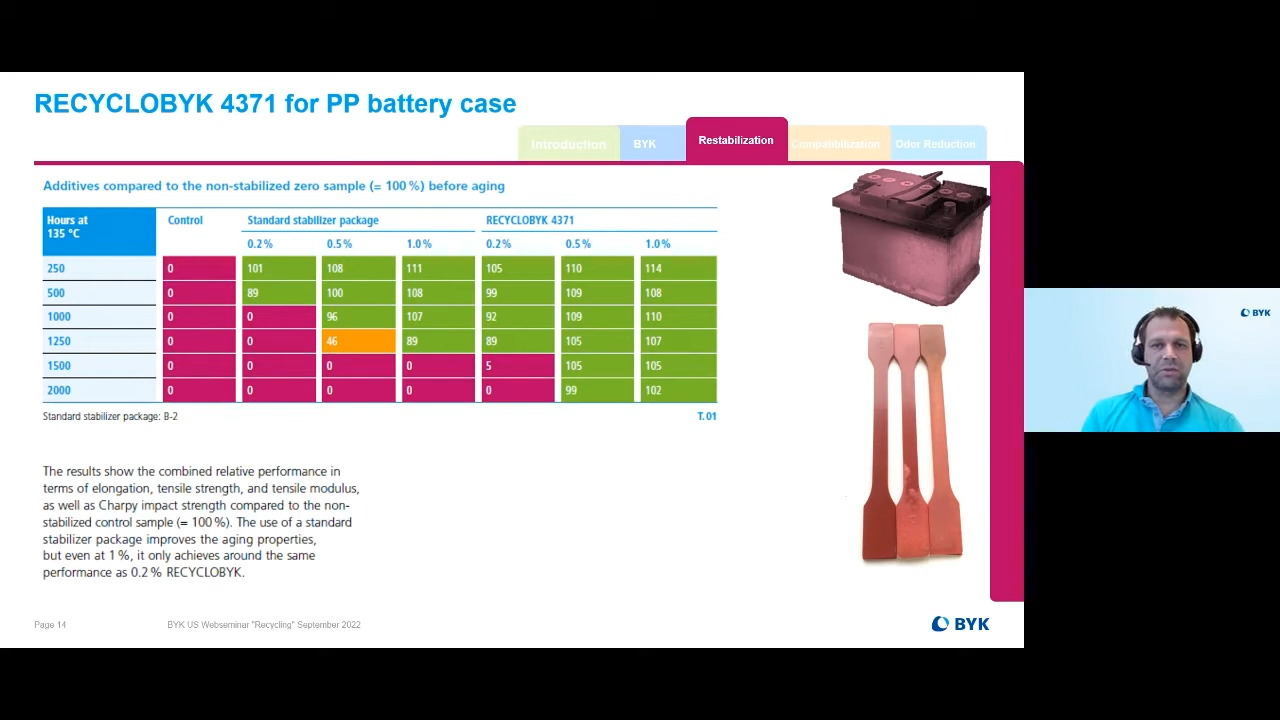 RECYCLOBYK 4371 for PP battery case
Introduction BYK Restabilization Compatibilization Odor Reduction
Additives compared to the non-stabilized zero sample (= 100 %) before aging
Hours at 135 °C Control Standard stabilizer package RECYCLOBYK 4371
0.2 % 0.5 % 1.0 % 0.2 % 0.5 % 1.0 %
250 0 101 108 111 105 110 114
500 0 89 100 108 99 109 108
1000 0 0 96 107 92 109 110
1250 0 0 46 89 89 105 107
1500 0 0 0 0 5 105 105
2000 0 0 0 0 0 99 102
Standard stabilizer package: B-2 T. 01
The results show the combined relative performance in
terms of elongation, tensile strength, and tensile modulus,
as well as Charpy impact strength compared to the non-
stabilized control sample (= 100 %). The use of a standard
stabilizer package improves the aging properties,
but even at 1 %, it only achieves around the same
performance as 0.2 % RECYCLOBYK.
Page 14 BYK US Webseminar "Recycling" September 2022 BYK
BYK